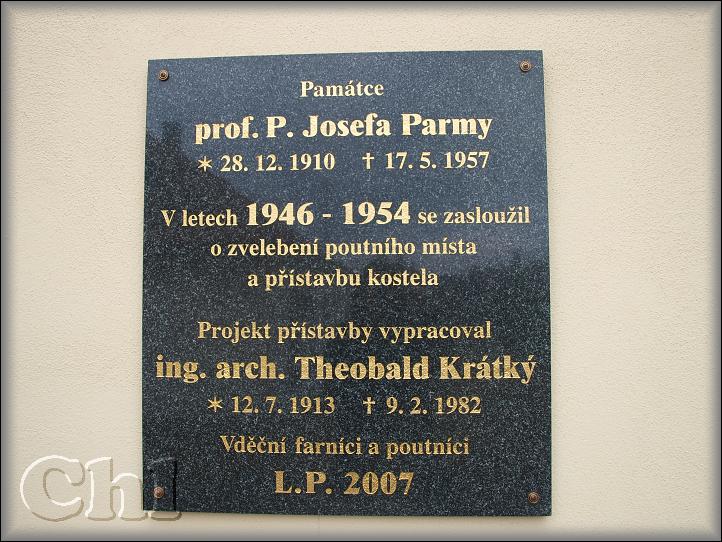 Památce
prof. P. Josefa Parmy
✶ 28. 12. 1910 † 17. 5. 1957
V letech 1946 - 1954 se zasloužil
o zvelebení poutního místa
a přístavbu kostela
Projekt přístavby vypracoval
ing. arch. Theobald Krátký
✶ 12. 7. 1913 † 9. 2. 1982
Vděční farníci a poutníci
L.P. 2007
Chl